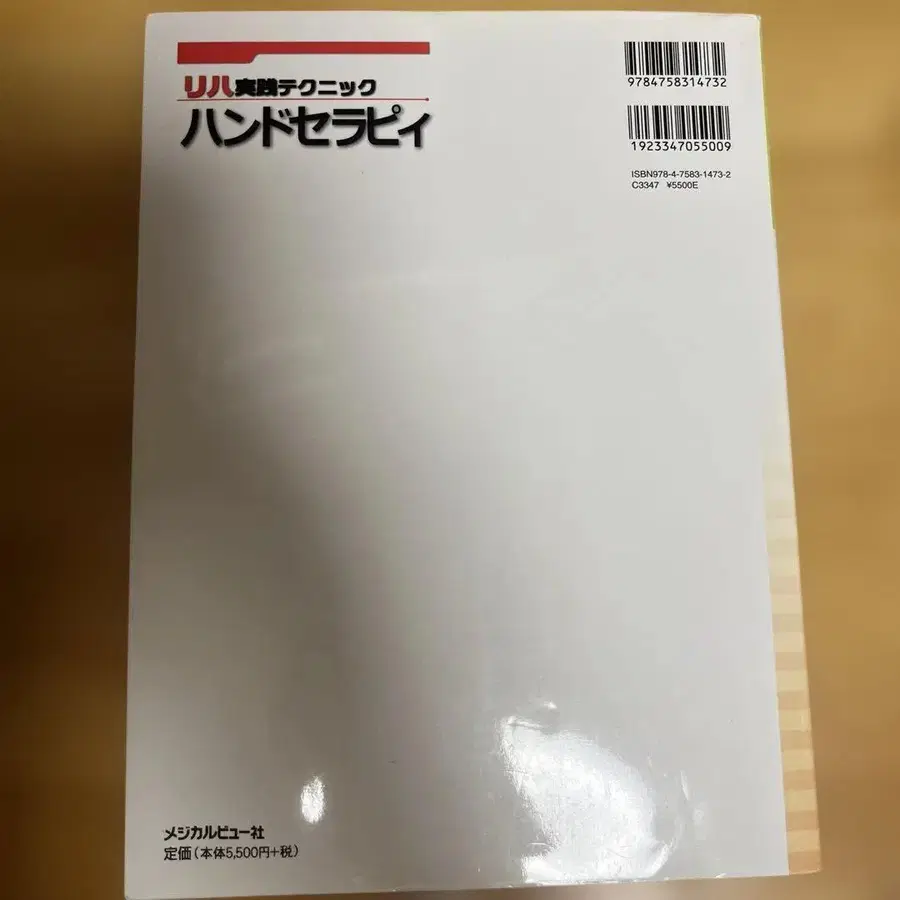 リハ実践テクニック
ハンドセラピィ
9784758314732
1923347055009
ISBN978-4-7583-1473-2
C3347 ¥5500E
メジカルビュー社
定価(本体5,500円+税)